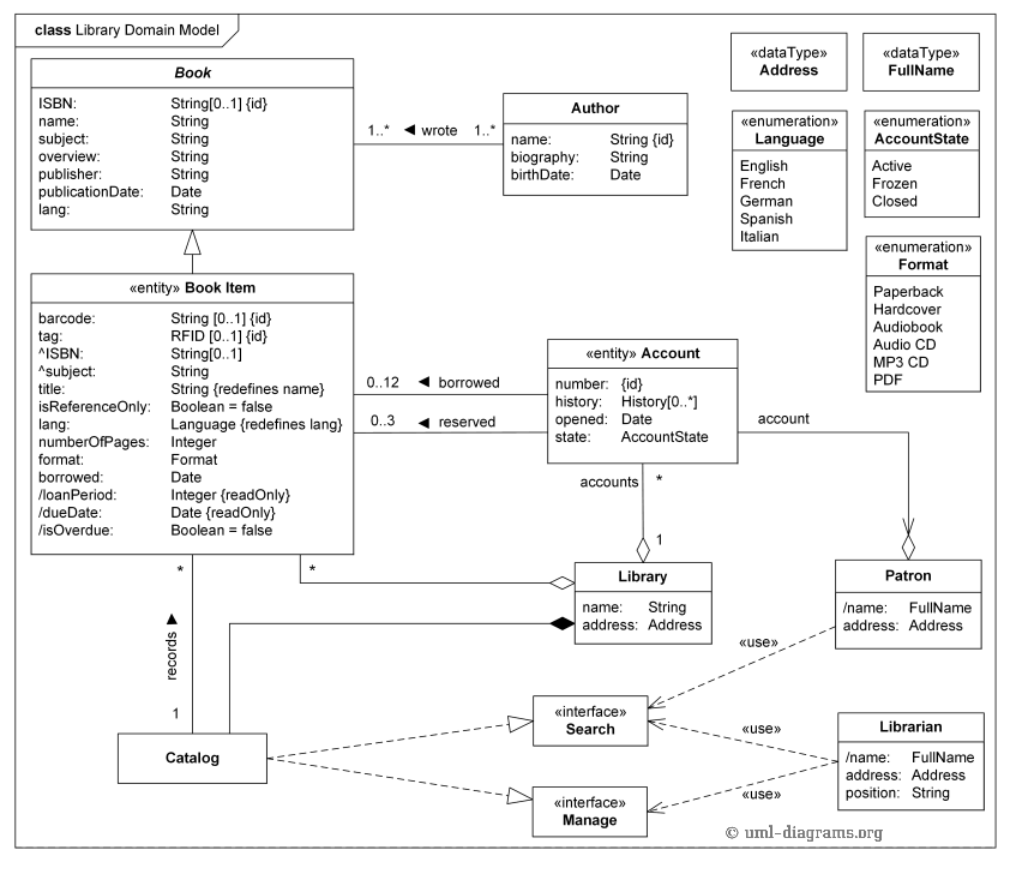 class Library Domain Model
Book
ISBN: String[0..1] {id}
name: String
subject: String
overview: String
publisher: String
publicationDate: Date
lang: String
1..* ◄ wrote 1..*
Author
name: String {id}
biography: String
birthDate: Date
«dataType»
Address
«dataType»
FullName
«enumeration»
Language
English
French
German
Spanish
Italian
«enumeration»
AccountState
Active
Frozen
Closed
«enumeration»
Format
Paperback
Hardcover
Audiobook
Audio CD
MP3 CD
PDF
«entity» Book Item
barcode: String [0..1] {id}
tag: RFID [0..1] {id}
^ISBN: String[0..1]
^subject: String
title: String {redefines name}
isReferenceOnly: Boolean = false
lang: Language {redefines lang}
numberOfPages: Integer
format: Format
borrowed: Date
/loanPeriod: Integer {readOnly}
/dueDate: Date {readOnly}
/isOverdue: Boolean = false
0..12 ◄ borrowed
0..3 ◄ reserved
«entity» Account
number: {id}
history: History[0..*]
opened: Date
state: AccountState
account
accounts *
1
* *
Library
name: String
address: Address
Patron
/name: FullName
address: Address
records ►
1
«use»
«interface»
Search
«use»
Catalog
Librarian
/name: FullName
address: Address
position: String
«use»
«interface»
Manage
© uml-diagrams.org